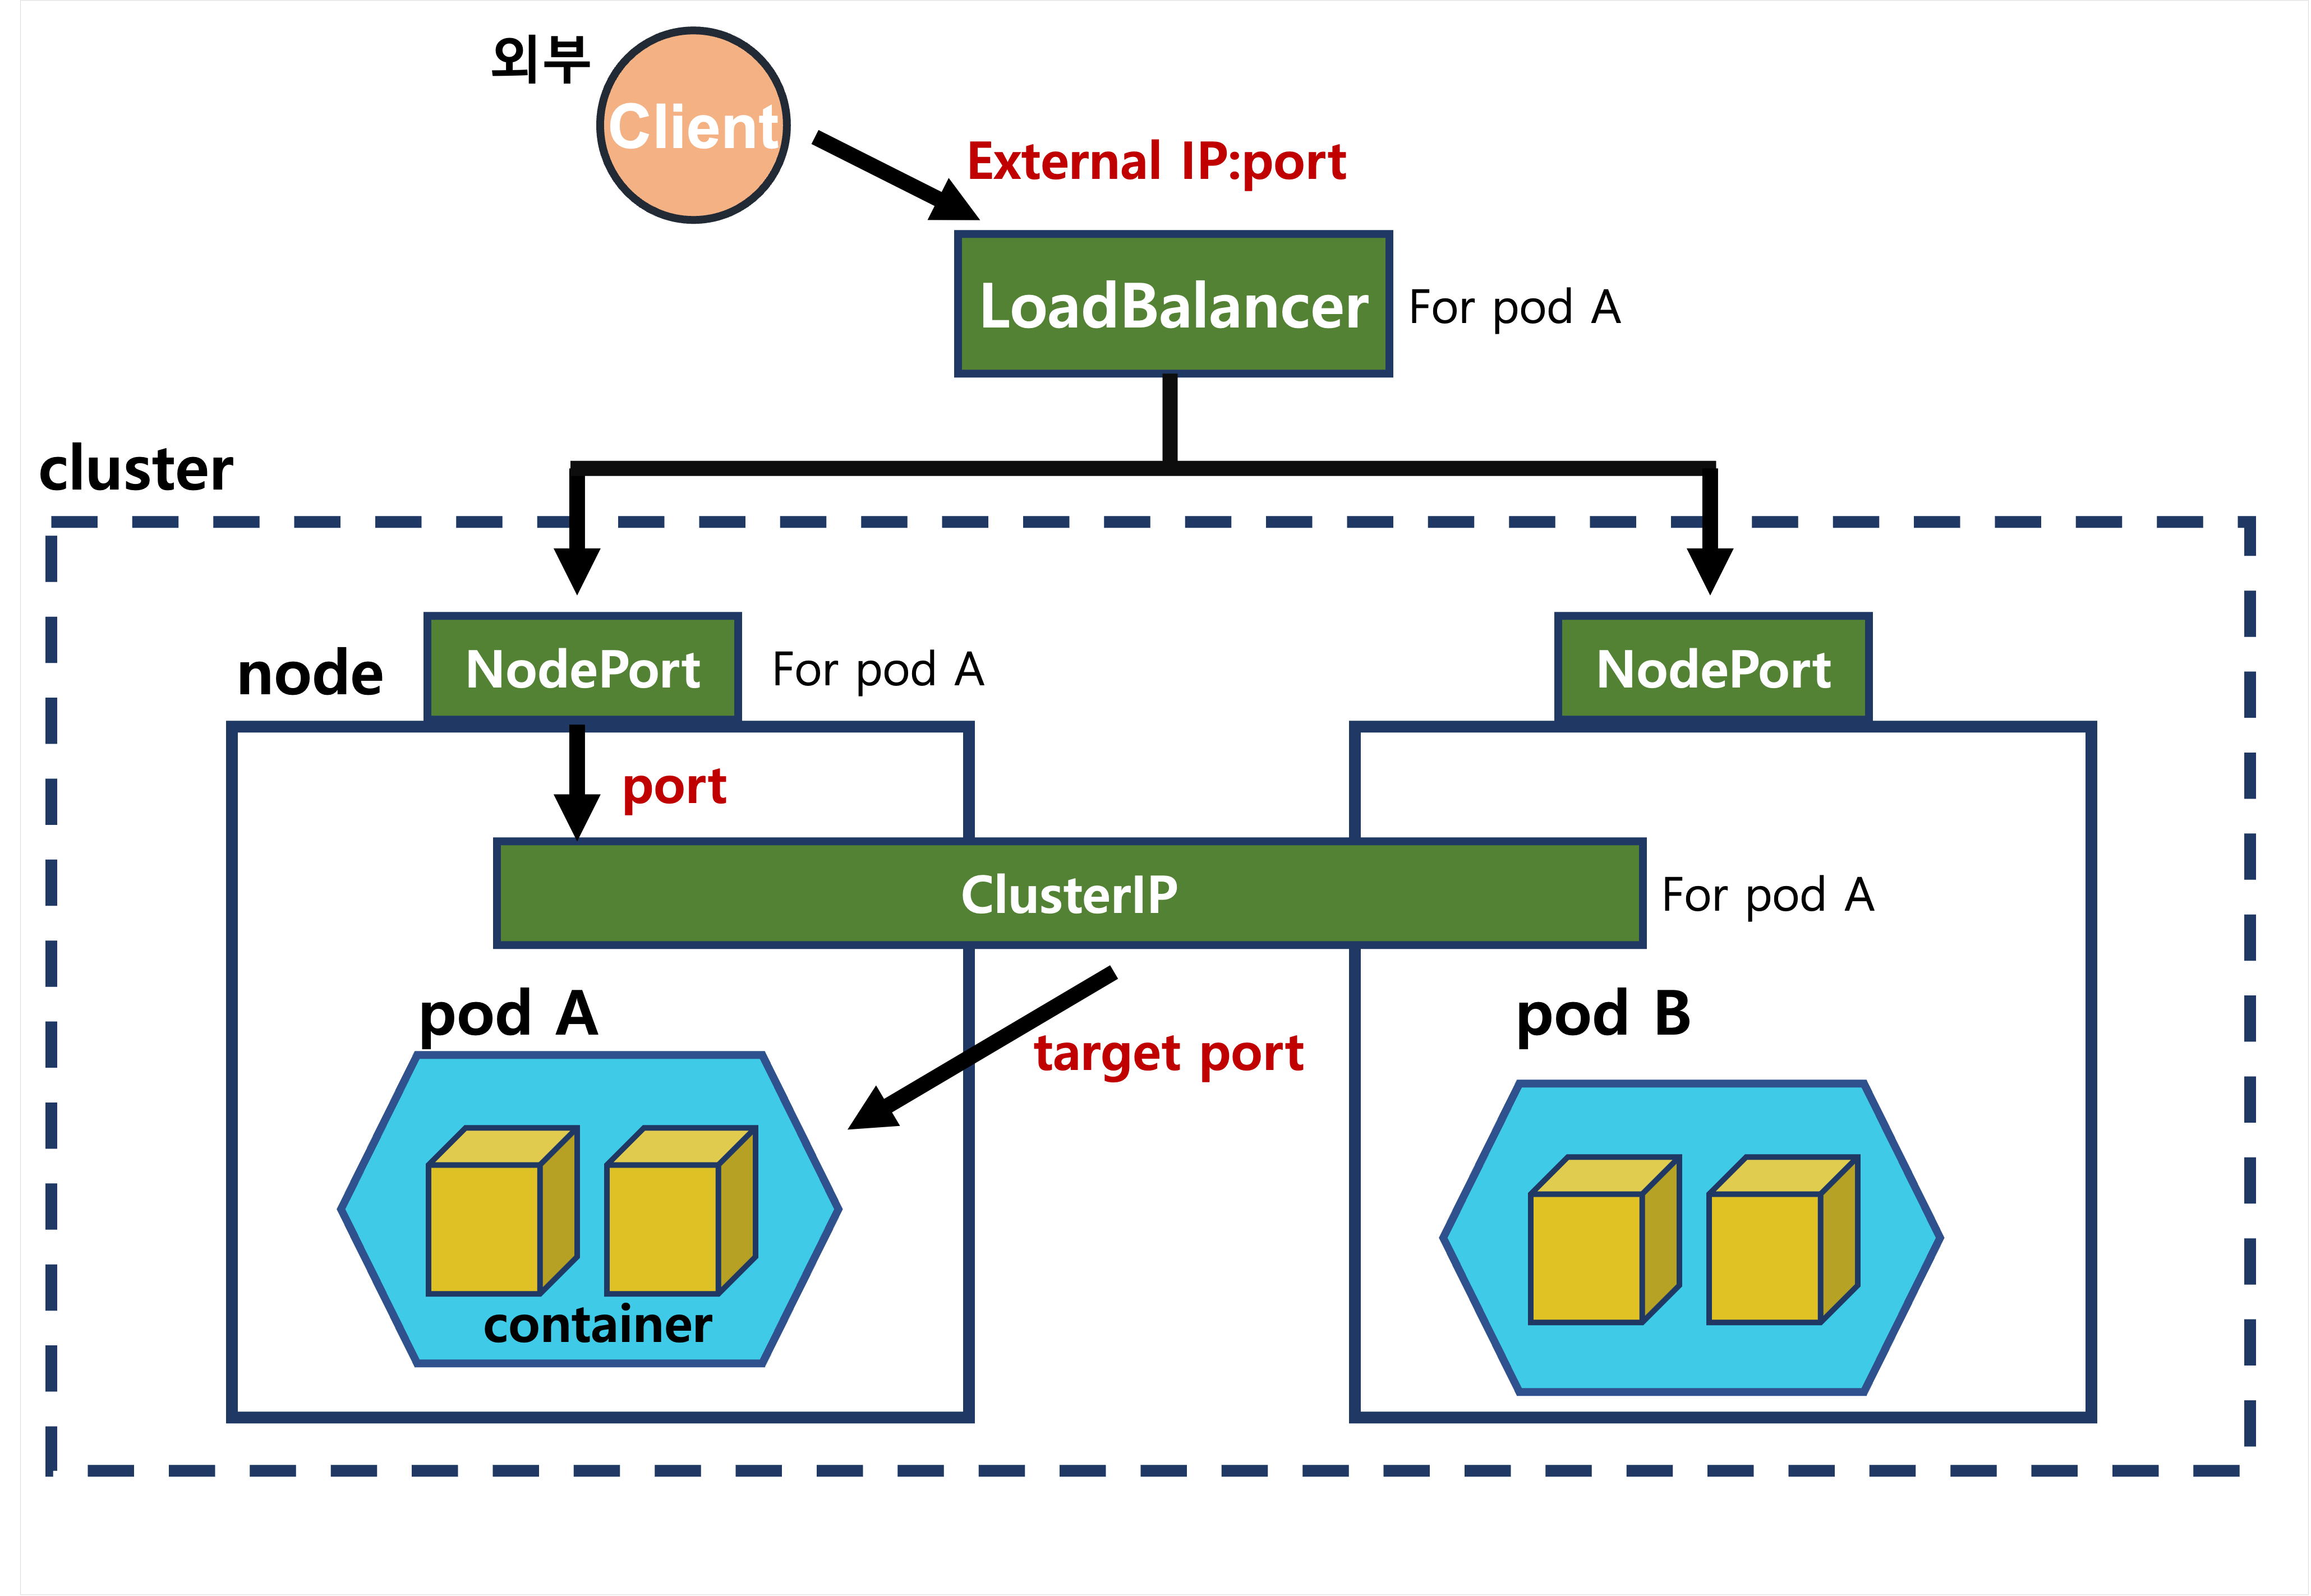 외부
Client
External IP:port
LoadBalancer
For pod A
cluster
node
NodePort
For pod A
NodePort
port
ClusterIP
For pod A
pod A
pod B
target port
container